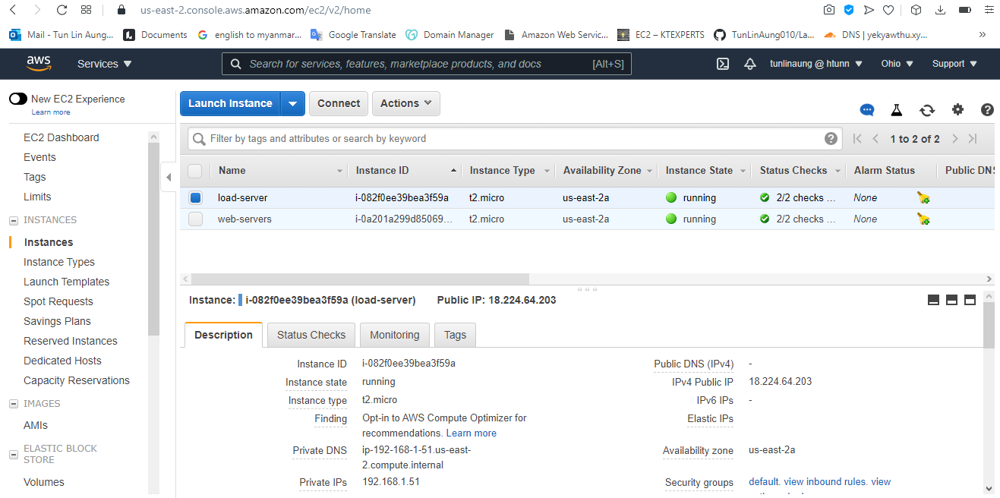 us-east-2.console.aws.amazon.com/ec2/v2/home
Mail - Tun Lin Aung... Documents english to myanmar... Google Translate Domain Manager Amazon Web Servic... EC2 – KTEXPERTS TunLinAung010/La... DNS | yekyawthu.xy... »
aws Services Search for services, features, marketplace products, and docs [Alt+S] tunlinaung @ htunn Ohio Support
New EC2 Experience
Learn more
EC2 Dashboard
Events
Tags
Limits
INSTANCES
Instances
Instance Types
Launch Templates
Spot Requests
Savings Plans
Reserved Instances
Dedicated Hosts
Capacity Reservations
IMAGES
AMIs
ELASTIC BLOCK
STORE
Volumes
Launch Instance Connect Actions
Filter by tags and attributes or search by keyword 1 to 2 of 2
Name Instance ID Instance Type Availability Zone Instance State Status Checks Alarm Status Public DNS
load-server i-082f0ee39bea3f59a t2.micro us-east-2a running 2/2 checks ... None
web-servers i-0a201a299d85069... t2.micro us-east-2a running 2/2 checks ... None
Instance: i-082f0ee39bea3f59a (load-server) Public IP: 18.224.64.203
Description Status Checks Monitoring Tags
Instance ID i-082f0ee39bea3f59a
Instance state running
Instance type t2.micro
Finding Opt-in to AWS Compute Optimizer for
recommendations. Learn more
Private DNS ip-192-168-1-51.us-east-
2.compute.internal
Private IPs 192.168.1.51
Public DNS (IPv4) -
IPv4 Public IP 18.224.64.203
IPv6 IPs -
Elastic IPs
Availability zone us-east-2a
Security groups default. view inbound rules. view